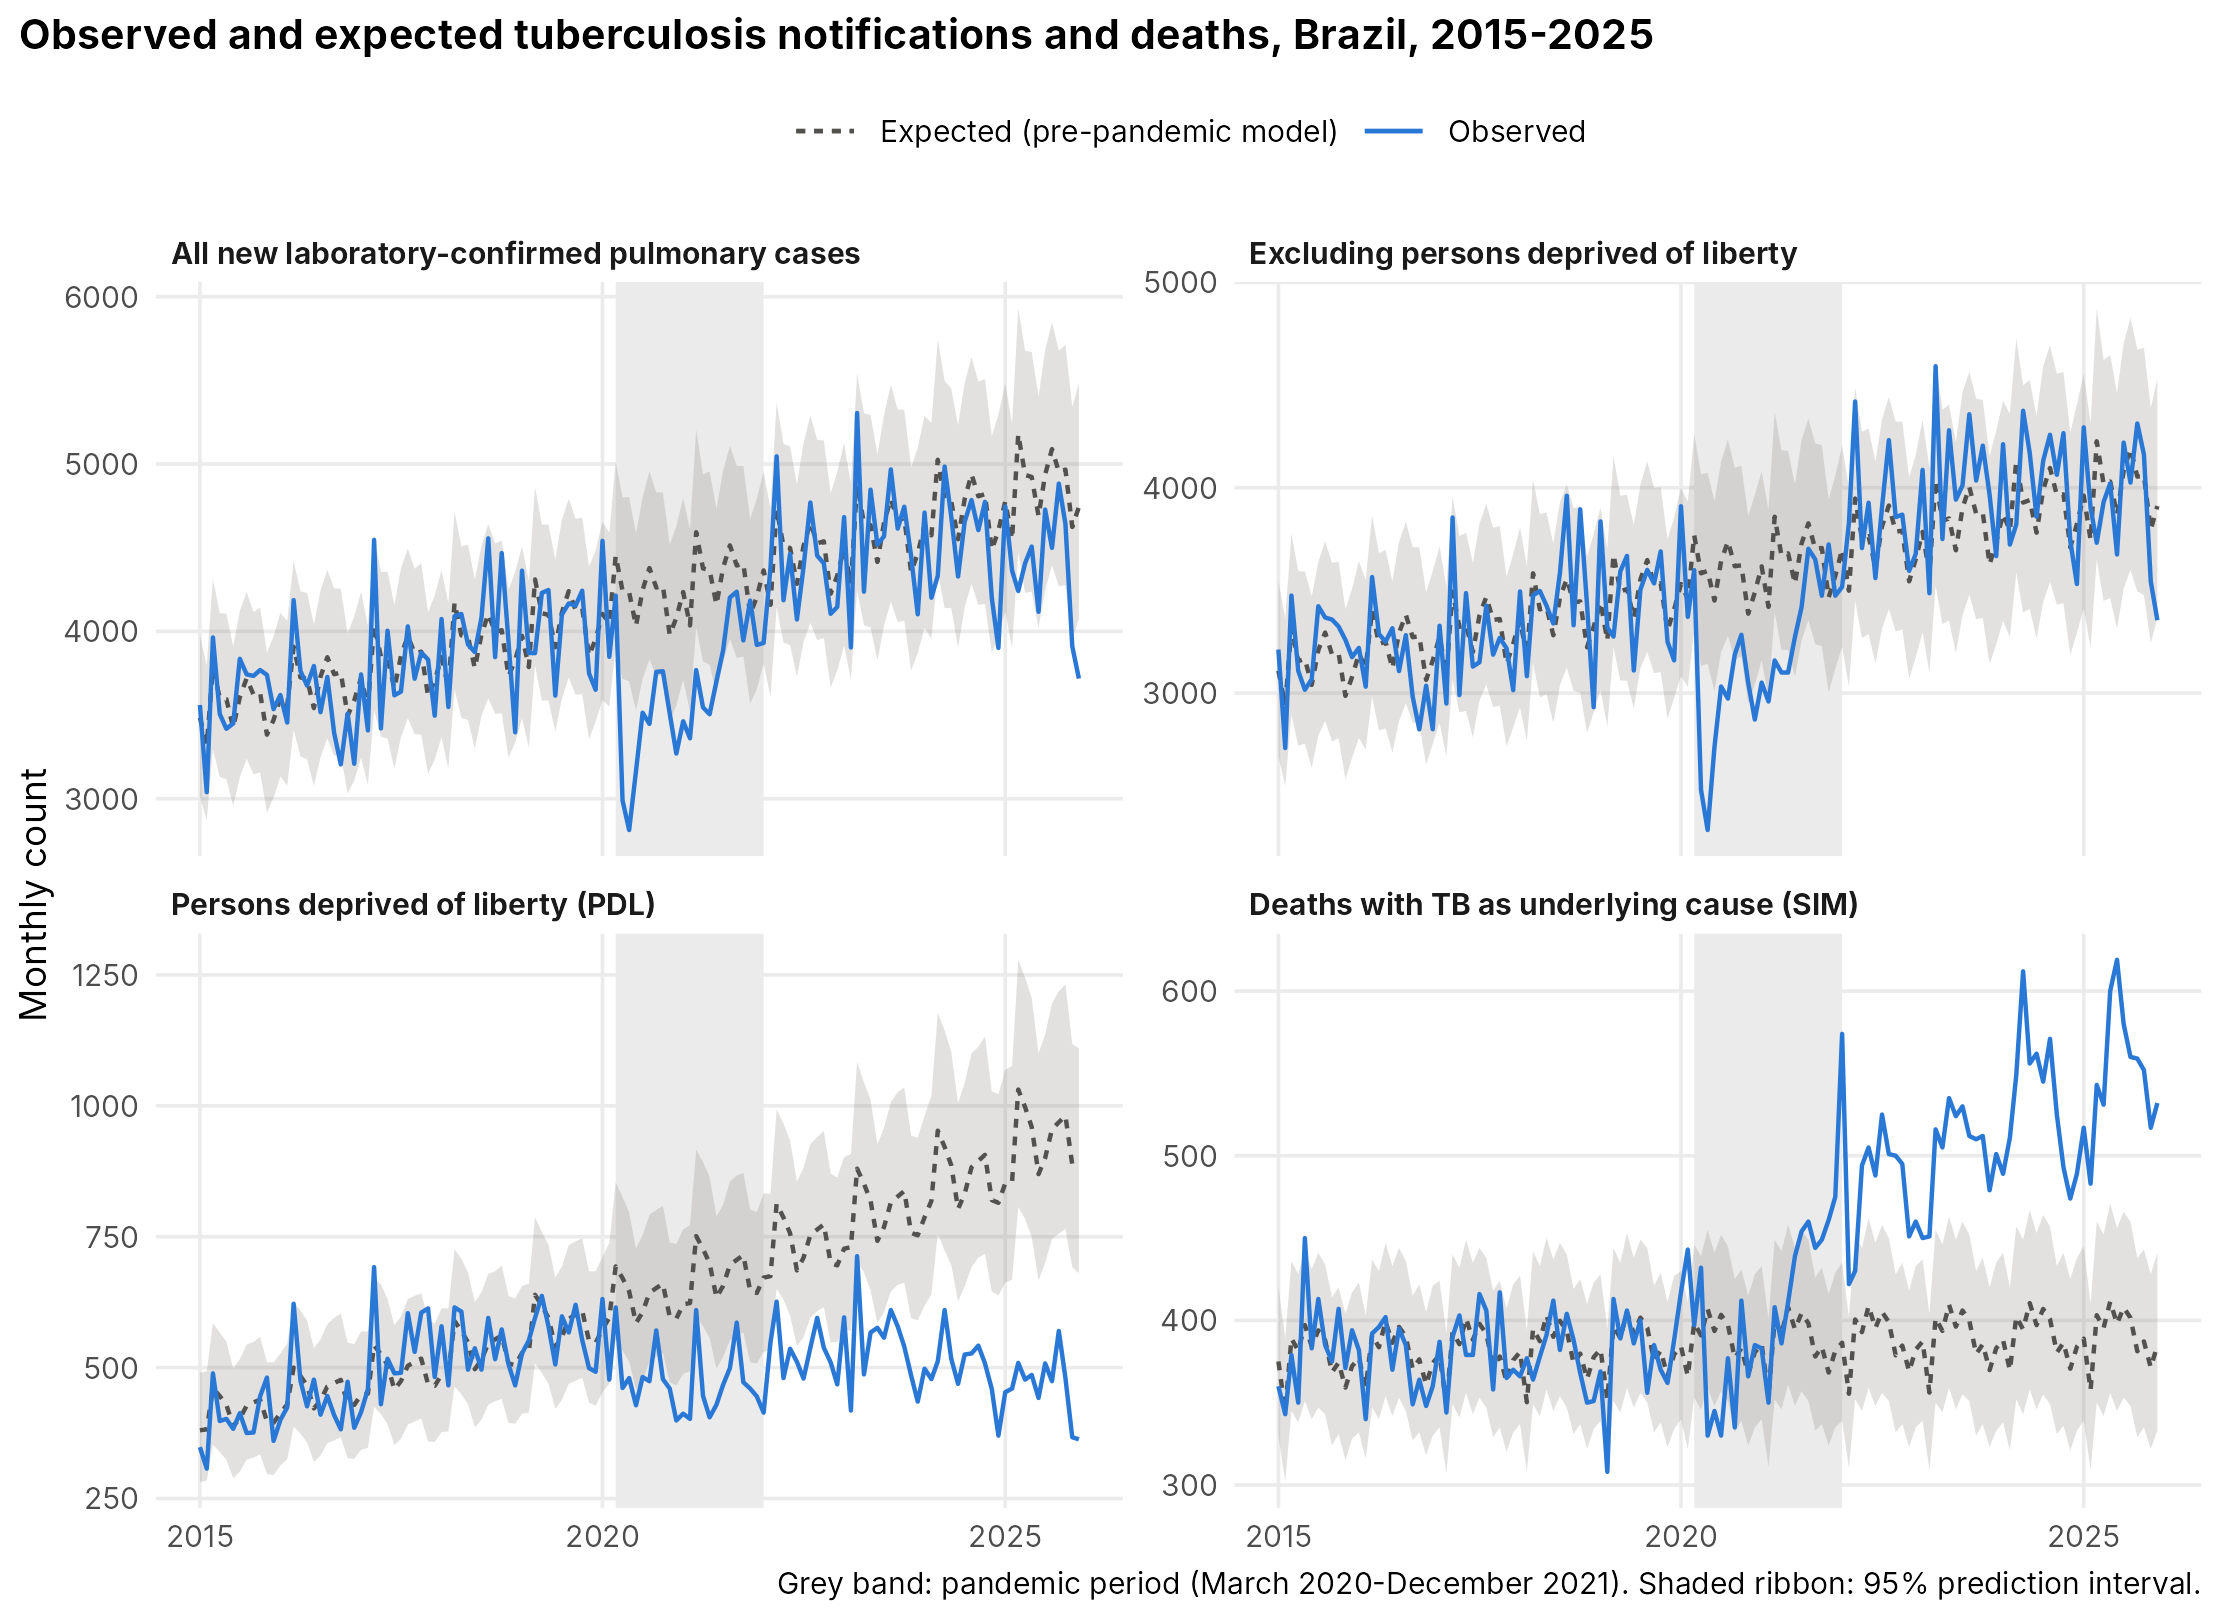 Observed and expected tuberculosis notifications and deaths, Brazil, 2015-2025
Expected (pre-pandemic model) Observed
All new laboratory-confirmed pulmonary cases
6000
5000
4000
3000
Excluding persons deprived of liberty
5000
4000
3000
Monthly count
Persons deprived of liberty (PDL)
1250
1000
750
500
250
2015 2020 2025
Deaths with TB as underlying cause (SIM)
600
500
400
300
2015 2020 2025
Grey band: pandemic period (March 2020-December 2021). Shaded ribbon: 95% prediction interval.